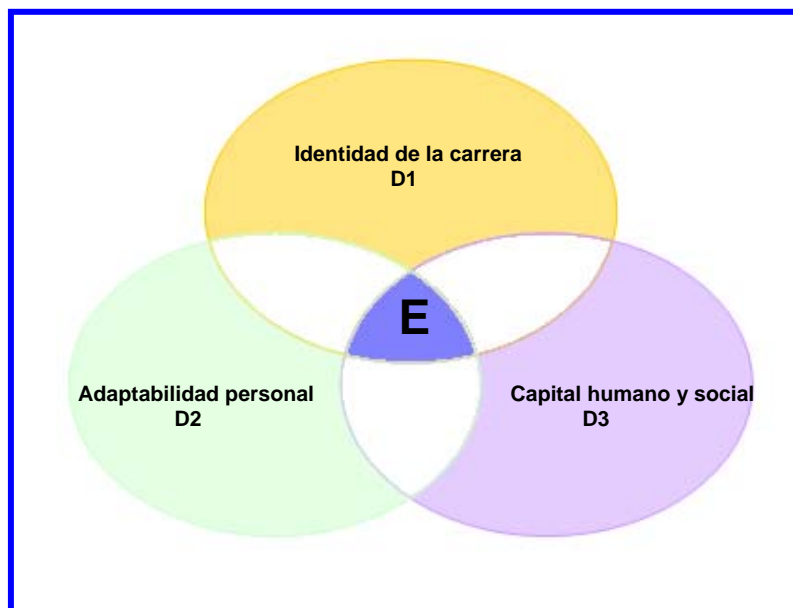 Identidad de la carrera
D1
E
Adaptabilidad personal
D2
Capital humano y social
D3